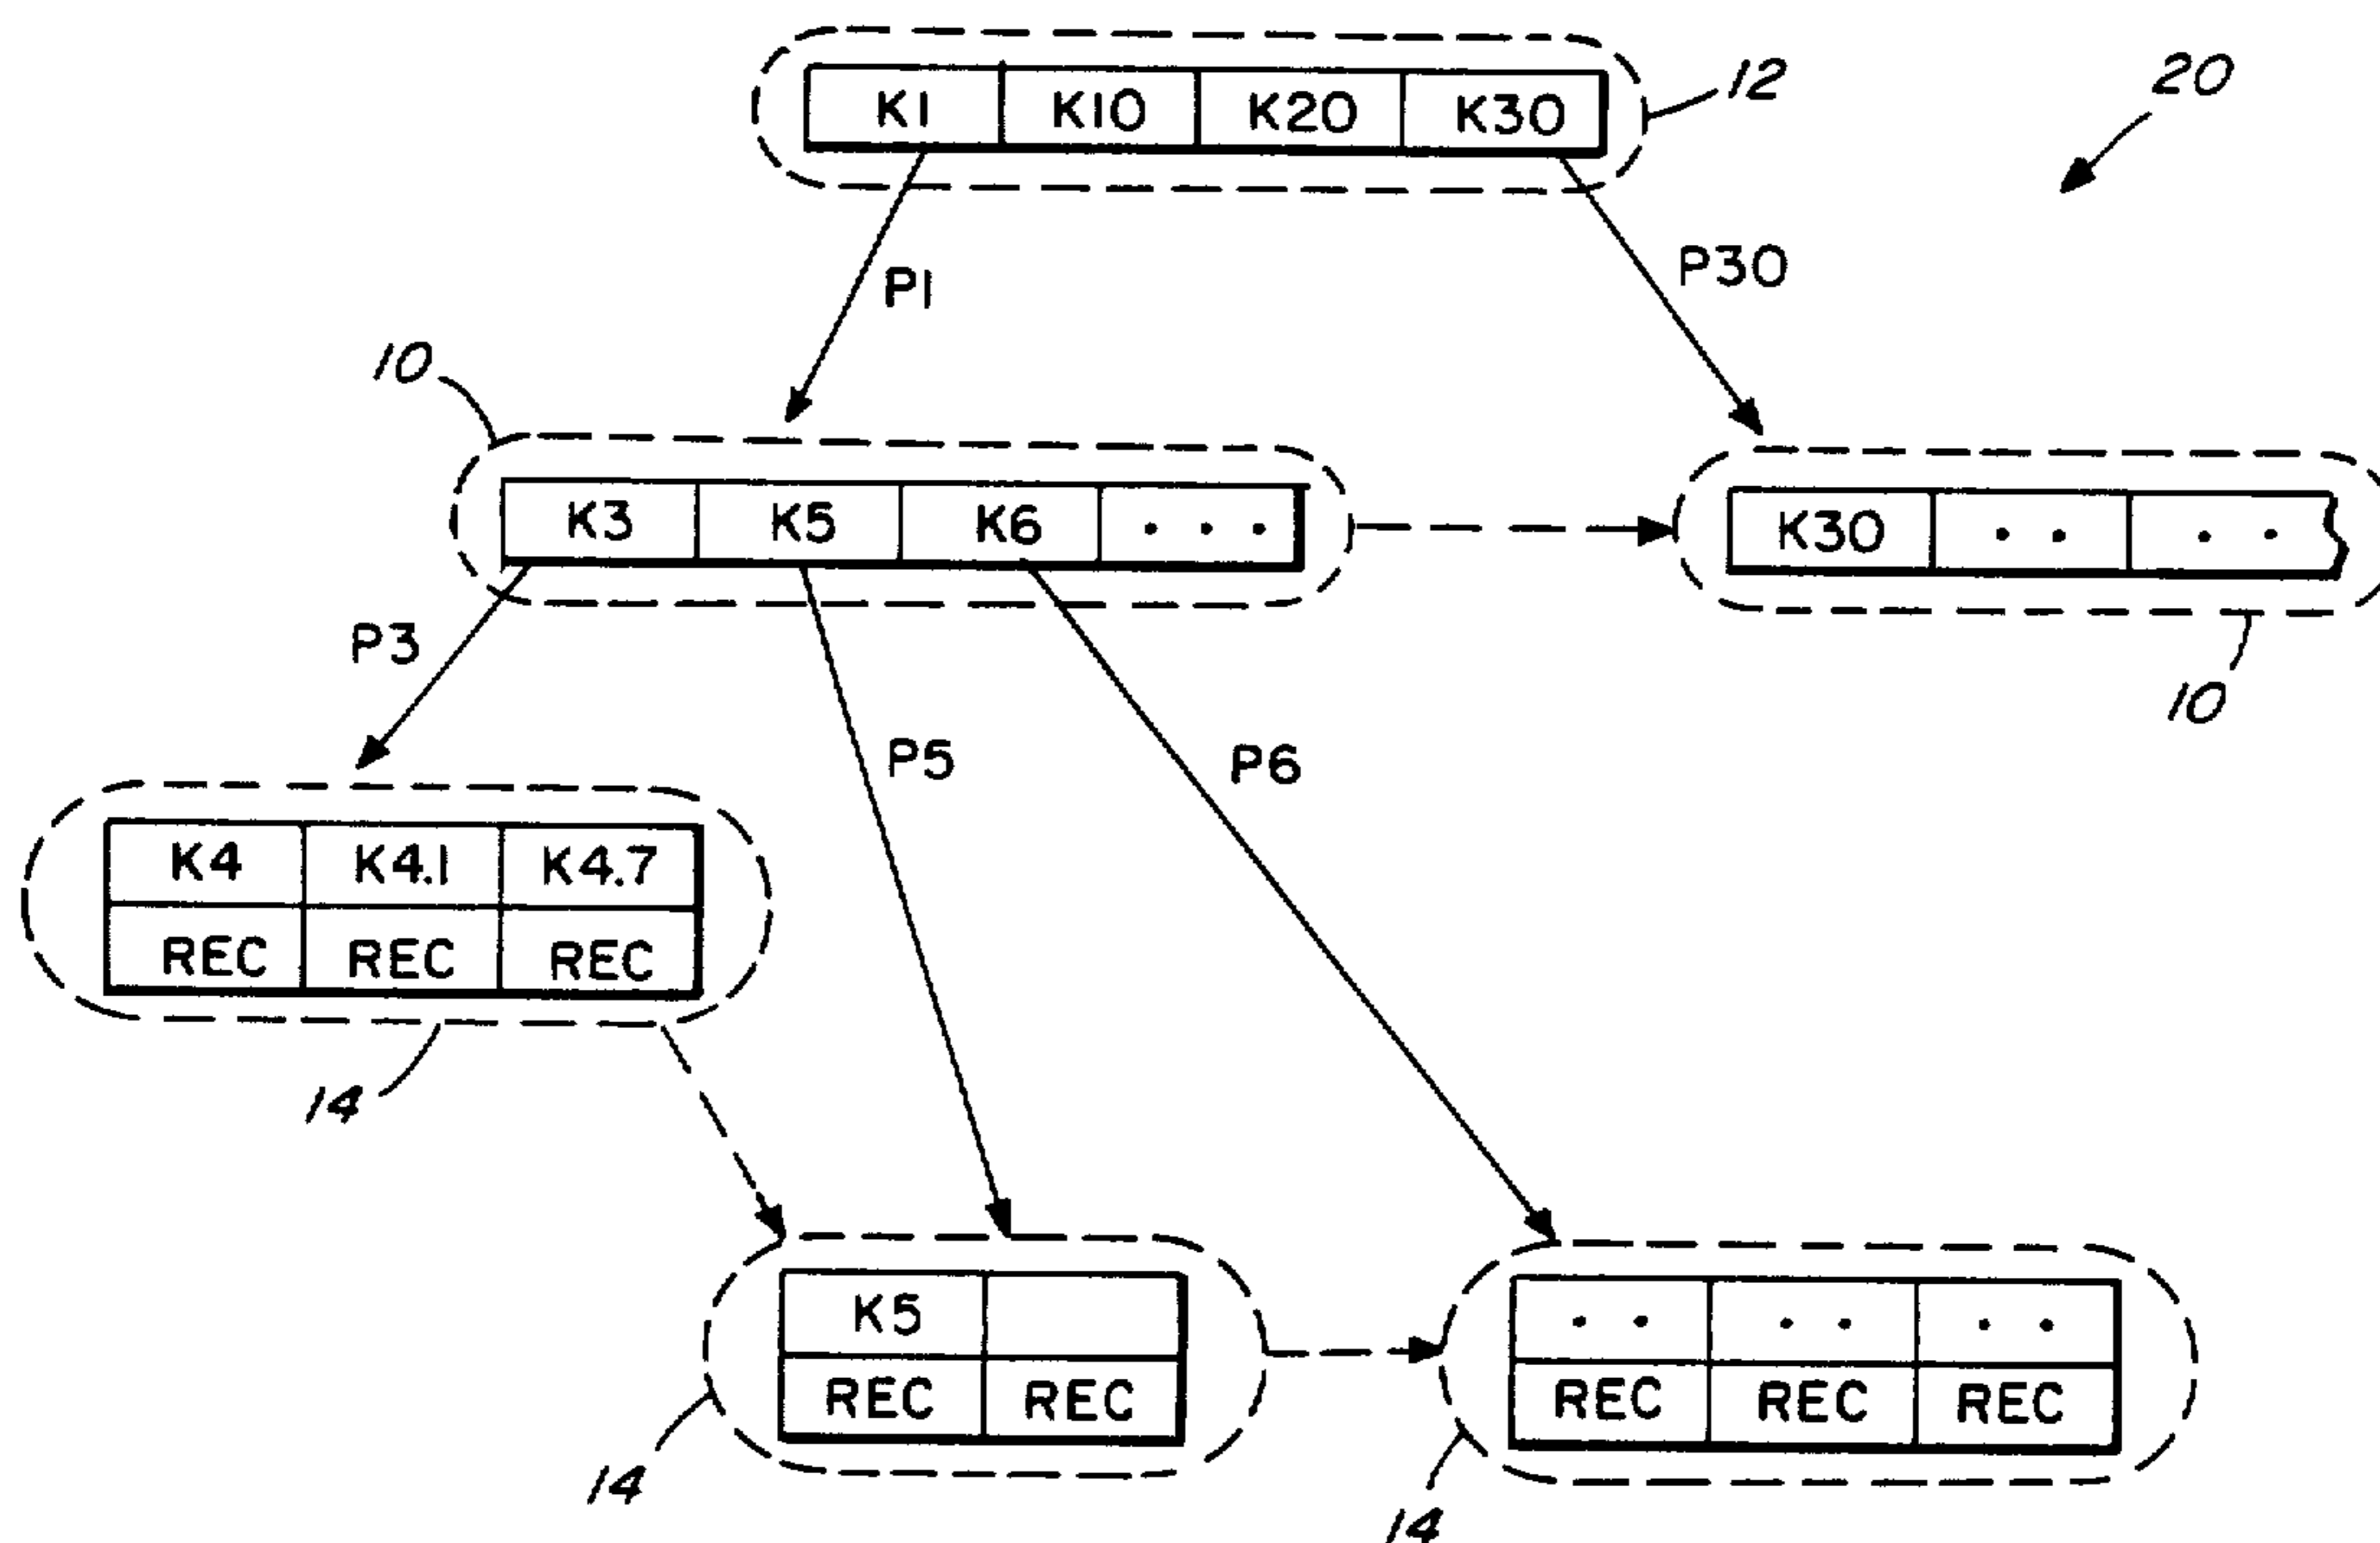 K1 K10 K20 K30
12
20
P1
P30
10
K3 K5 K6 . . .
K30 . . . .
10
P3
P5
P6
K4 K4.1 K4.7
REC REC REC
14
K5
REC REC
14
. . . . . .
REC REC REC
14